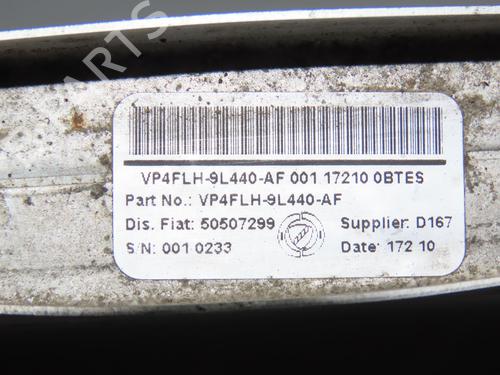 PARTS
VP4FLH-9L440-AF 001 17210 0BTES
Part No.: VP4FLH-9L440-AF
Dis. Fiat: 50507299 Supplier: D167
S/N: 001 0233 Date: 172 10